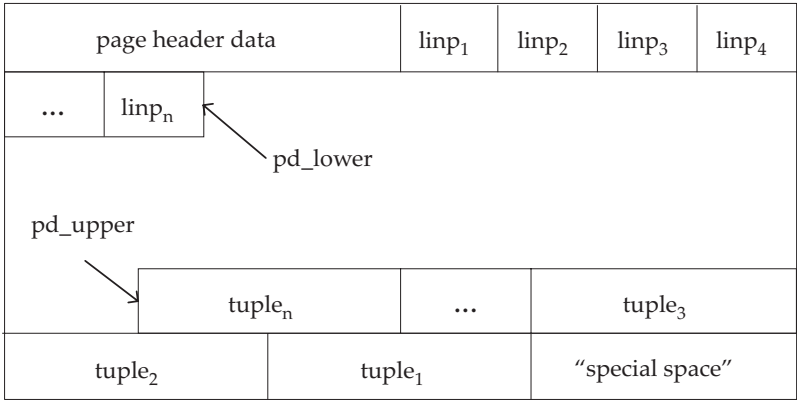 page header data linp₁ linp₂ linp₃ linp₄
... linpₙ
pd_lower
pd_upper
tupleₙ ... tuple₃
tuple₂ tuple₁ “special space”